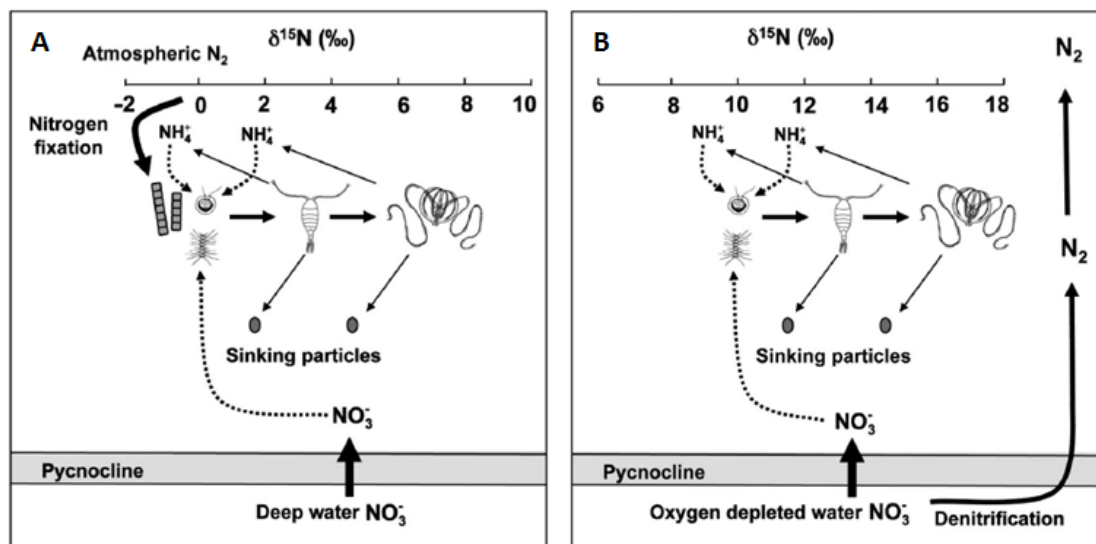 A
δ¹⁵N (‰)
Atmospheric N₂
-2 0 2 4 6 8 10
Nitrogen
fixation
NH₄⁺ NH₄⁺
Sinking particles
NO₃⁻
Pycnocline
Deep water NO₃⁻
B
δ¹⁵N (‰)
N₂
6 8 10 12 14 16 18
NH₄⁺ NH₄⁺
N₂
Sinking particles
NO₃⁻
Pycnocline
Oxygen depleted water NO₃⁻
Denitrification